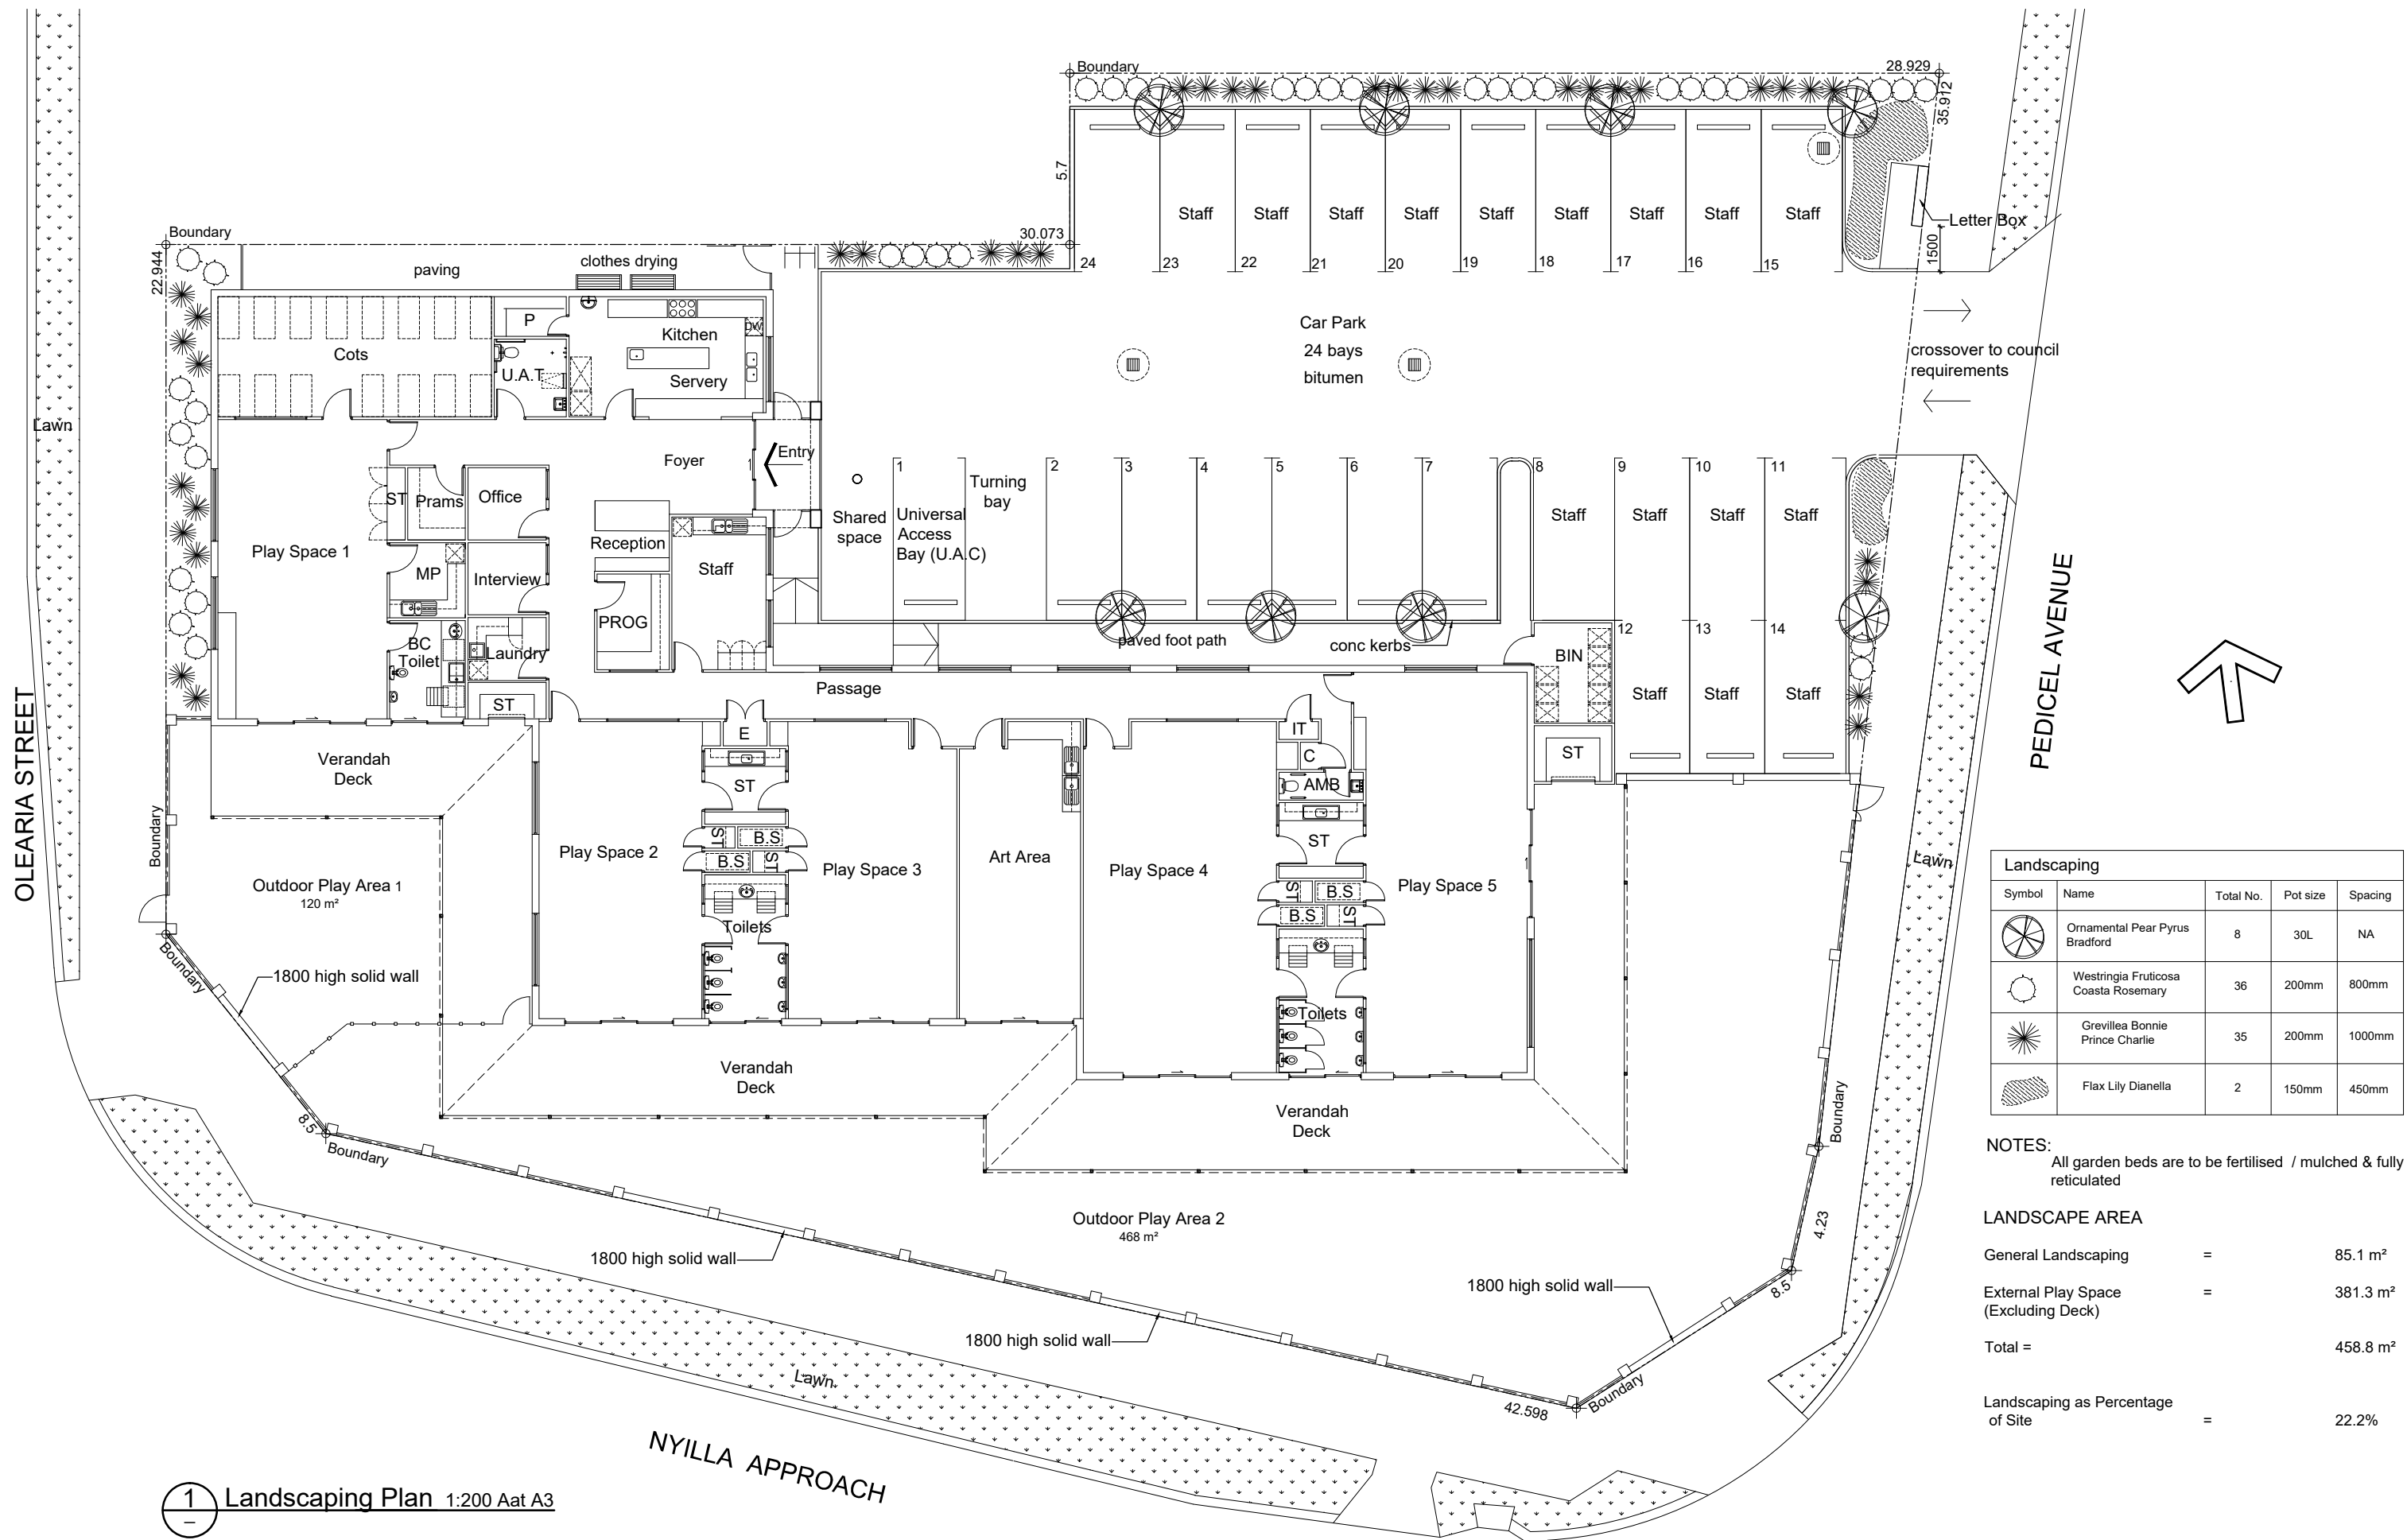 Boundary
28.929
35.912
5.7
Staff
Staff
Staff
Staff
Staff
Staff
Staff
Staff
Staff
Letter Box
1500
24
23
22
21
20
19
18
17
16
15
Boundary
30.073
22.944
paving
clothes drying
P
Kitchen
DW
Cots
U.A.T
Servery
Car Park
24 bays
bitumen
crossover to council
requirements
Lawn
Foyer
Entry
1
2
3
4
5
6
7
8
9
10
11
Turning
bay
Shared
space
Universal
Access
Bay (U.A.C)
Staff
Staff
Staff
Staff
ST
Prams
Office
Play Space 1
Reception
MP
Interview
Staff
PROG
BC
Toilet
Laundry
ST
paved foot path
conc kerbs
BIN
12
13
14
Staff
Staff
Staff
Passage
PEDICEL AVENUE
OLEARIA STREET
Verandah
Deck
E
ST
IT
C
AMB
ST
ST
Boundary
Play Space 2
ST
B.S
B.S
ST
Play Space 3
Art Area
Play Space 4
ST
B.S
B.S
ST
Play Space 5
Lawn
Outdoor Play Area 1
120 m²
Toilets
Toilets
Boundary
1800 high solid wall
8.5
Boundary
Verandah
Deck
Verandah
Deck
Boundary
4.23
Outdoor Play Area 2
468 m²
1800 high solid wall
1800 high solid wall
1800 high solid wall
8.5
Boundary
42.598
Lawn
NYILLA APPROACH
Landscaping
Symbol Name Total No. Pot size Spacing
Ornamental Pear Pyrus
Bradford
8 30L NA
Westringia Fruticosa
Coasta Rosemary
36 200mm 800mm
Grevillea Bonnie
Prince Charlie
35 200mm 1000mm
Flax Lily Dianella 2 150mm 450mm
NOTES:
All garden beds are to be fertilised / mulched & fully
reticulated
LANDSCAPE AREA
General Landscaping = 85.1 m²
External Play Space = 381.3 m²
(Excluding Deck)
Total = 458.8 m²
Landscaping as Percentage
of Site = 22.2%
1
–
Landscaping Plan 1:200 Aat A3